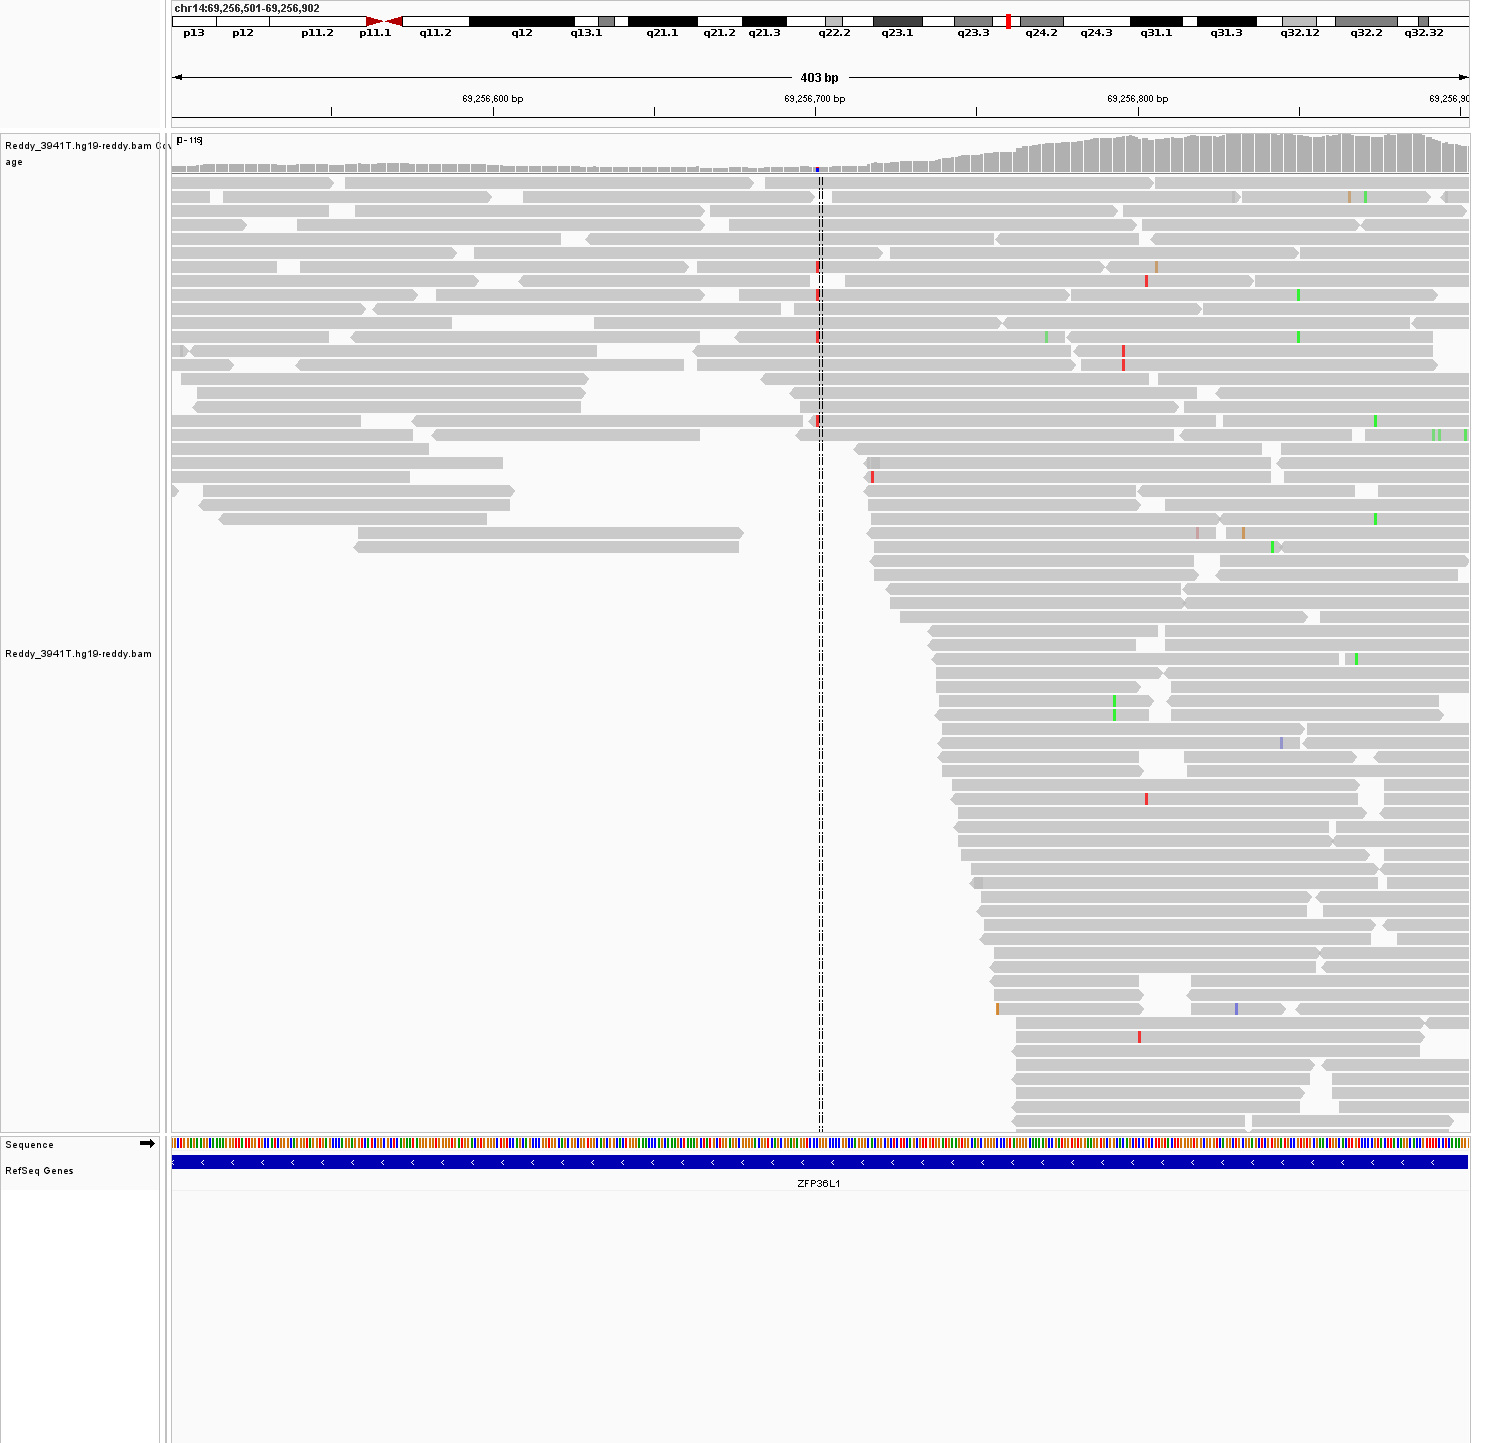 chr14:69,256,501-69,256,902
p13 p12 p11.2 p11.1 q11.2 q12 q13.1 q21.1 q21.2 q21.3 q22.2 q23.1 q23.3 q24.2 q24.3 q31.1 q31.3 q32.12 q32.2 q32.32
403 bp
69,256,600 bp 69,256,700 bp 69,256,800 bp 69,256,90
Reddy_3941T.hg19-reddy.bam Cov
age
[0 - 115]
Reddy_3941T.hg19-reddy.bam
Sequence
RefSeq Genes
ZFP36L1